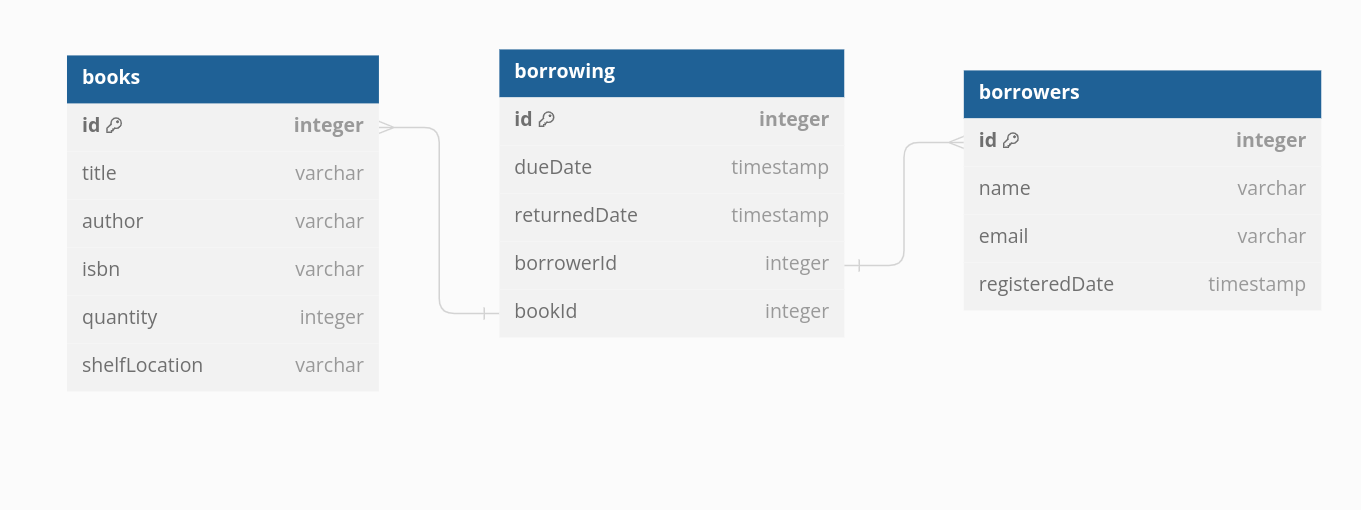 books
id integer
title varchar
author varchar
isbn varchar
quantity integer
shelfLocation varchar
borrowing
id integer
dueDate timestamp
returnedDate timestamp
borrowerId integer
bookId integer
borrowers
id integer
name varchar
email varchar
registeredDate timestamp